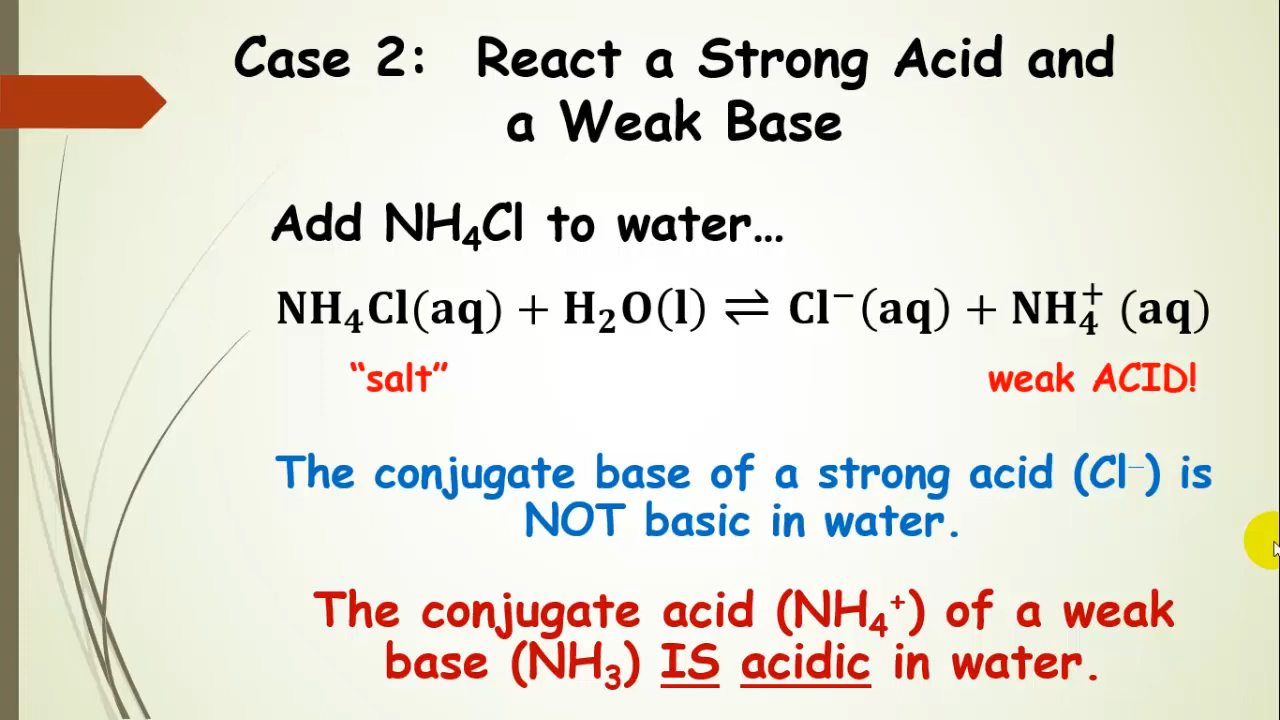 Case 2: React a Strong Acid and
a Weak Base
Add NH₄Cl to water…
NH₄Cl(aq) + H₂O(l) ⇌ Cl⁻(aq) + NH₄⁺ (aq)
“salt” weak ACID!
The conjugate base of a strong acid (Cl⁻) is
NOT basic in water.
The conjugate acid (NH₄⁺) of a weak
base (NH₃) IS acidic in water.